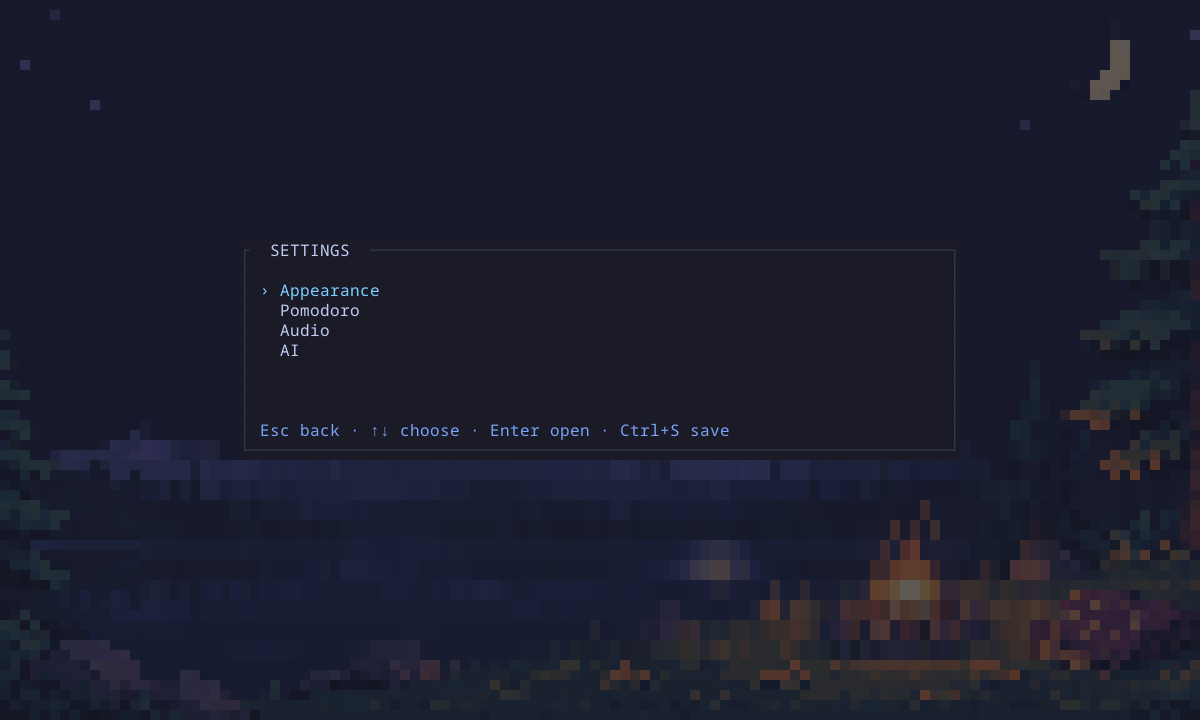 SETTINGS
› Appearance
Pomodoro
Audio
AI
Esc back · ↑↓ choose · Enter open · Ctrl+S save